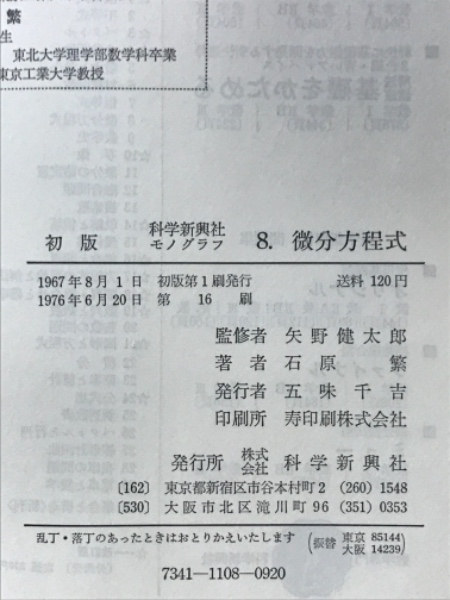 繁
生
東北大学理学部数学科卒業
東京工業大学教授
初版 科学新興社モノグラフ 8. 微分方程式
1967年8月1日 初版第1刷発行 送料 120円
1976年6月20日 第16刷
監修者 矢野健太郎
著者 石原繁
発行者 五味千吉
印刷所 寿印刷株式会社
発行所 株式会社 科学新興社
〔162〕 東京都新宿区市谷本村町2 (260) 1548
〔530〕 大阪市北区滝川町96 (351) 0353
乱丁・落丁のあったときはおとりかえいたします (振替 東京 85144 大阪 14239)
7341―1108―0920